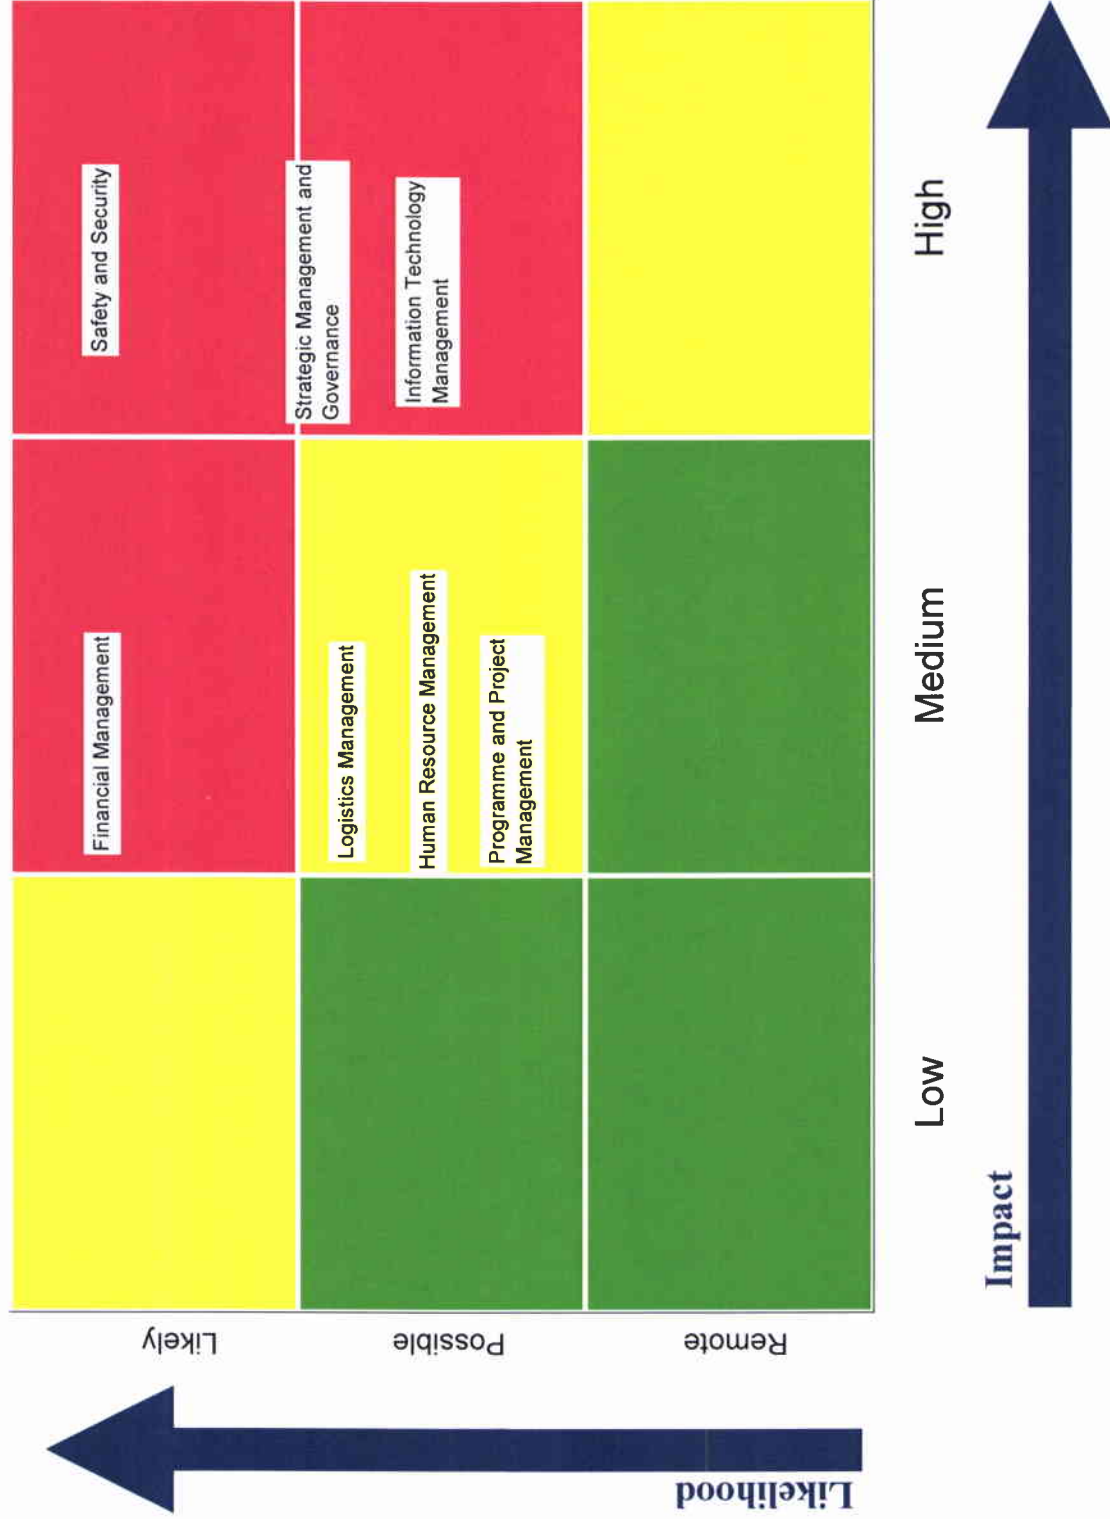 Likelihood
Likely
Possible
Remote
Financial Management
Safety and Security
Strategic Management and
Governance
Logistics Management
Human Resource Management
Programme and Project
Management
Information Technology
Management
Low
Medium
High
Impact